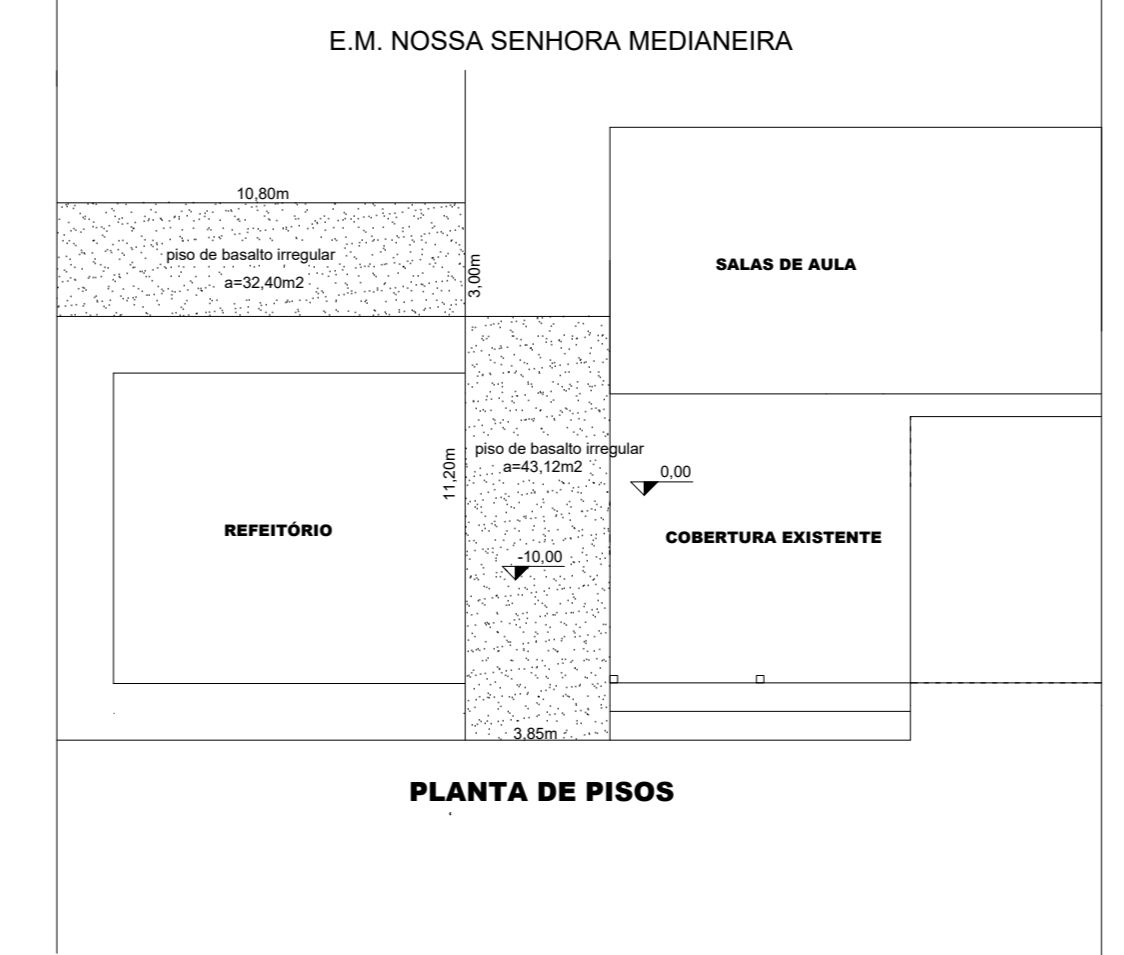 E.M. NOSSA SENHORA MEDIANEIRA
10,80m
piso de basalto irregular
a=32,40m2
3,00m
SALAS DE AULA
piso de basalto irregular
a=43,12m2
11,20m
0,00
REFEITÓRIO
COBERTURA EXISTENTE
-10,00
3,85m
PLANTA DE PISOS